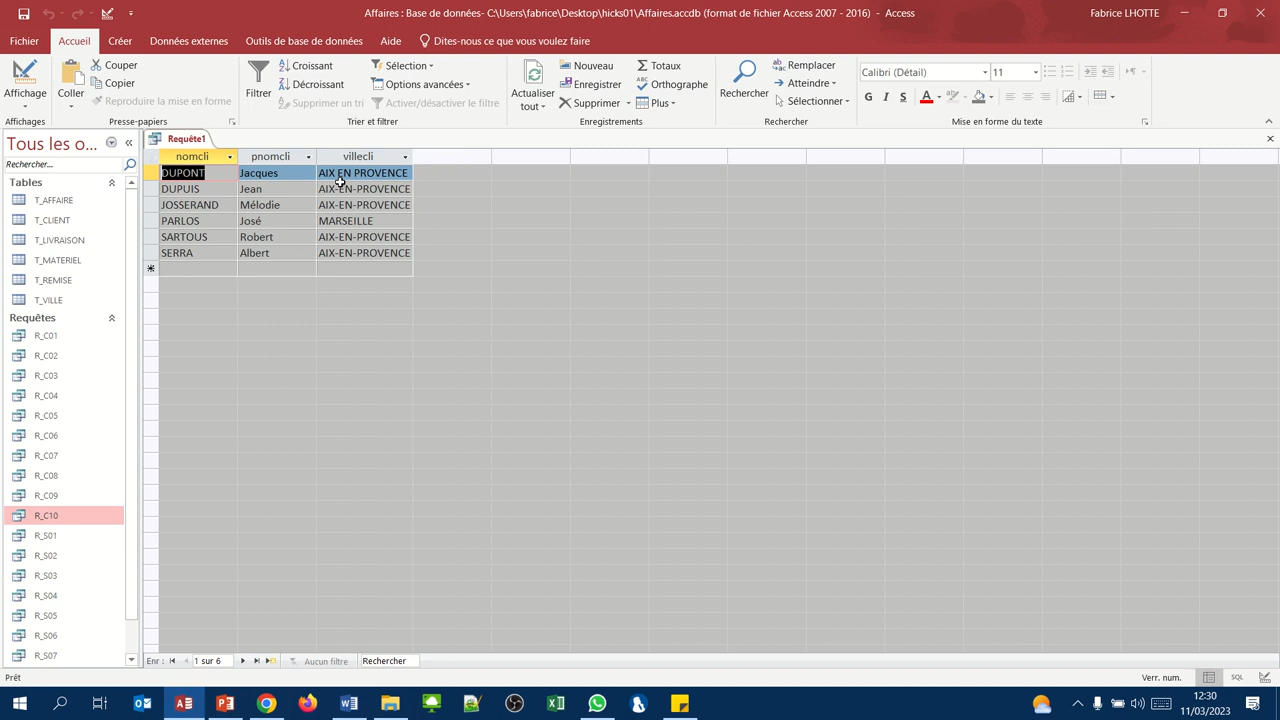 Affaires : Base de données- C:\Users\fabrice\Desktop\hicks01\Affaires.accdb (format de fichier Access 2007 - 2016) - Access
Fabrice LHOTTE
Fichier Accueil Créer Données externes Outils de base de données Aide Dites-nous ce que vous voulez faire
Affichage
Affichages
Coller
Couper
Copier
Reproduire la mise en forme
Presse-papiers
Filtrer
Croissant
Décroissant
Supprimer un tri
Sélection
Options avancées
Activer/désactiver le filtre
Trier et filtrer
Actualiser
tout
Nouveau
Enregistrer
Supprimer
Totaux
Orthographe
Plus
Enregistrements
Rechercher
Remplacer
Atteindre
Sélectionner
Rechercher
Calibri (Détail) 11
G I S A
Mise en forme du texte
Tous les o...
Rechercher...
Tables
T_AFFAIRE
T_CLIENT
T_LIVRAISON
T_MATERIEL
T_REMISE
T_VILLE
Requêtes
R_C01
R_C02
R_C03
R_C04
R_C05
R_C06
R_C07
R_C08
R_C09
R_C10
R_S01
R_S02
R_S03
R_S04
R_S05
R_S06
R_S07
Requête1
nomcli pnomcli villecli
DUPONT Jacques AIX EN PROVENCE
DUPUIS Jean AIX-EN-PROVENCE
JOSSERAND Mélodie AIX-EN-PROVENCE
PARLOS José MARSEILLE
SARTOUS Robert AIX-EN-PROVENCE
SERRA Albert AIX-EN-PROVENCE
Enr : 1 sur 6 Aucun filtre Rechercher
Prêt
Verr. num. SQL
12:30
11/03/2023